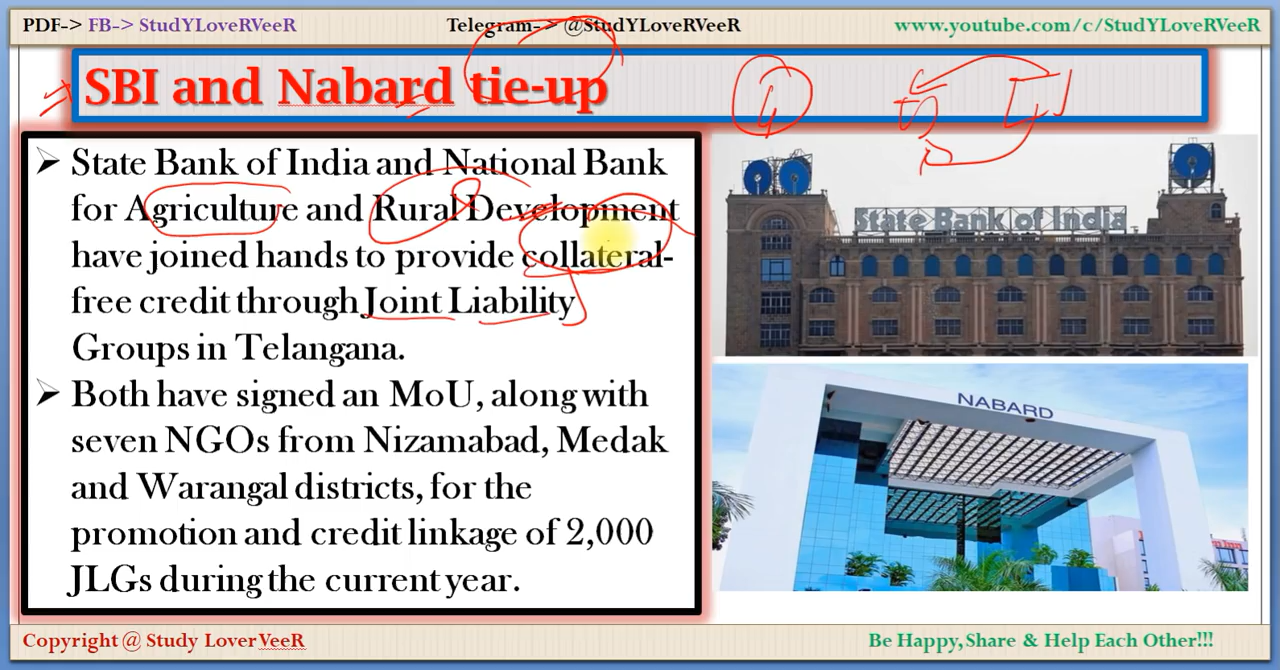 PDF-> FB-> StudYLoveRVeeR
Telegram- -> @StudYLoveRVeeR
www.youtube.com/c/StudYLoveRVeeR
SBI and Nabard tie-up
➤ State Bank of India and National Bank
for Agriculture and Rural Development
have joined hands to provide collateral-
free credit through Joint Liability
Groups in Telangana.
➤ Both have signed an MoU, along with
seven NGOs from Nizamabad, Medak
and Warangal districts, for the
promotion and credit linkage of 2,000
JLGs during the current year.
State Bank of India
NABARD
Copyright @ Study LoverVeeR
Be Happy,Share & Help Each Other!!!